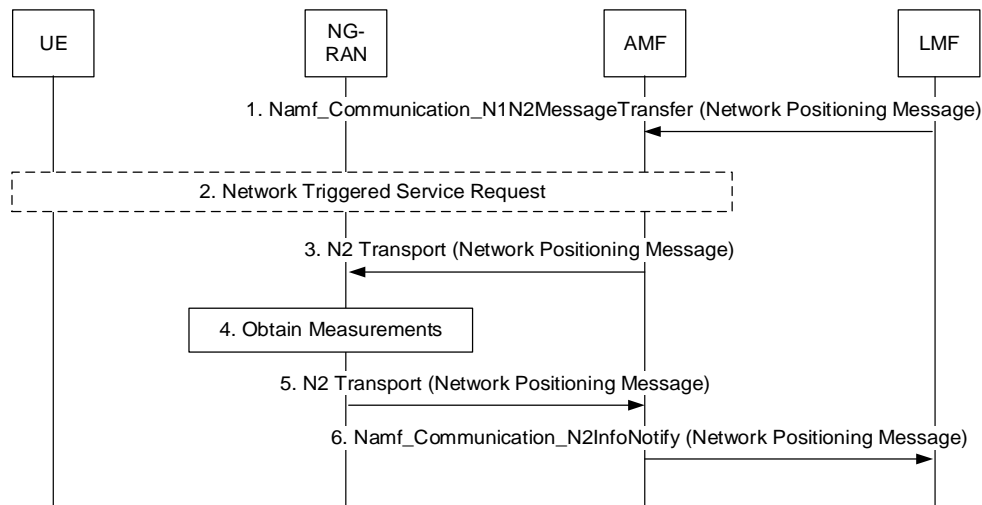 UE
NG-
RAN
AMF
LMF
1. Namf_Communication_N1N2MessageTransfer (Network Positioning Message)
2. Network Triggered Service Request
3. N2 Transport (Network Positioning Message)
4. Obtain Measurements
5. N2 Transport (Network Positioning Message)
6. Namf_Communication_N2InfoNotify (Network Positioning Message)